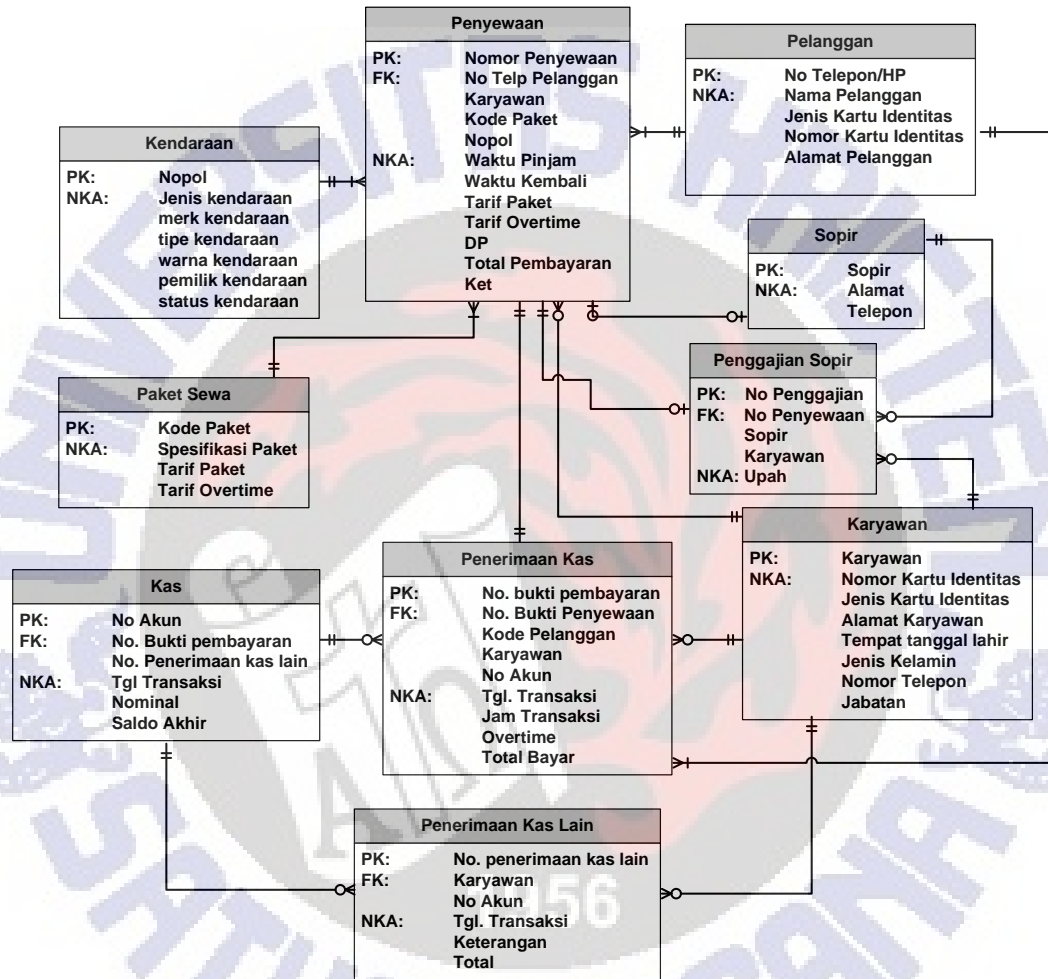 Penyewaan
PK: Nomor Penyewaan
FK: No Telp Pelanggan
Karyawan
Kode Paket
Nopol
NKA: Waktu Pinjam
Waktu Kembali
Tarif Paket
Tarif Overtime
DP
Total Pembayaran
Ket
Pelanggan
PK: No Telepon/HP
NKA: Nama Pelanggan
Jenis Kartu Identitas
Nomor Kartu Identitas
Alamat Pelanggan
Kendaraan
PK: Nopol
NKA: Jenis kendaraan
merk kendaraan
tipe kendaraan
warna kendaraan
pemilik kendaraan
status kendaraan
Sopir
PK: Sopir
NKA: Alamat
Telepon
Penggajian Sopir
PK: No Penggajian
FK: No Penyewaan
Sopir
Karyawan
NKA: Upah
Paket Sewa
PK: Kode Paket
NKA: Spesifikasi Paket
Tarif Paket
Tarif Overtime
Karyawan
PK: Karyawan
NKA: Nomor Kartu Identitas
Jenis Kartu Identitas
Alamat Karyawan
Tempat tanggal lahir
Jenis Kelamin
Nomor Telepon
Jabatan
Penerimaan Kas
PK: No. bukti pembayaran
FK: No. Bukti Penyewaan
Kode Pelanggan
Karyawan
No Akun
NKA: Tgl. Transaksi
Jam Transaksi
Overtime
Total Bayar
Kas
PK: No Akun
FK: No. Bukti pembayaran
No. Penerimaan kas lain
NKA: Tgl Transaksi
Nominal
Saldo Akhir
Penerimaan Kas Lain
PK: No. penerimaan kas lain
FK: Karyawan
No Akun
NKA: Tgl. Transaksi
Keterangan
Total
1956